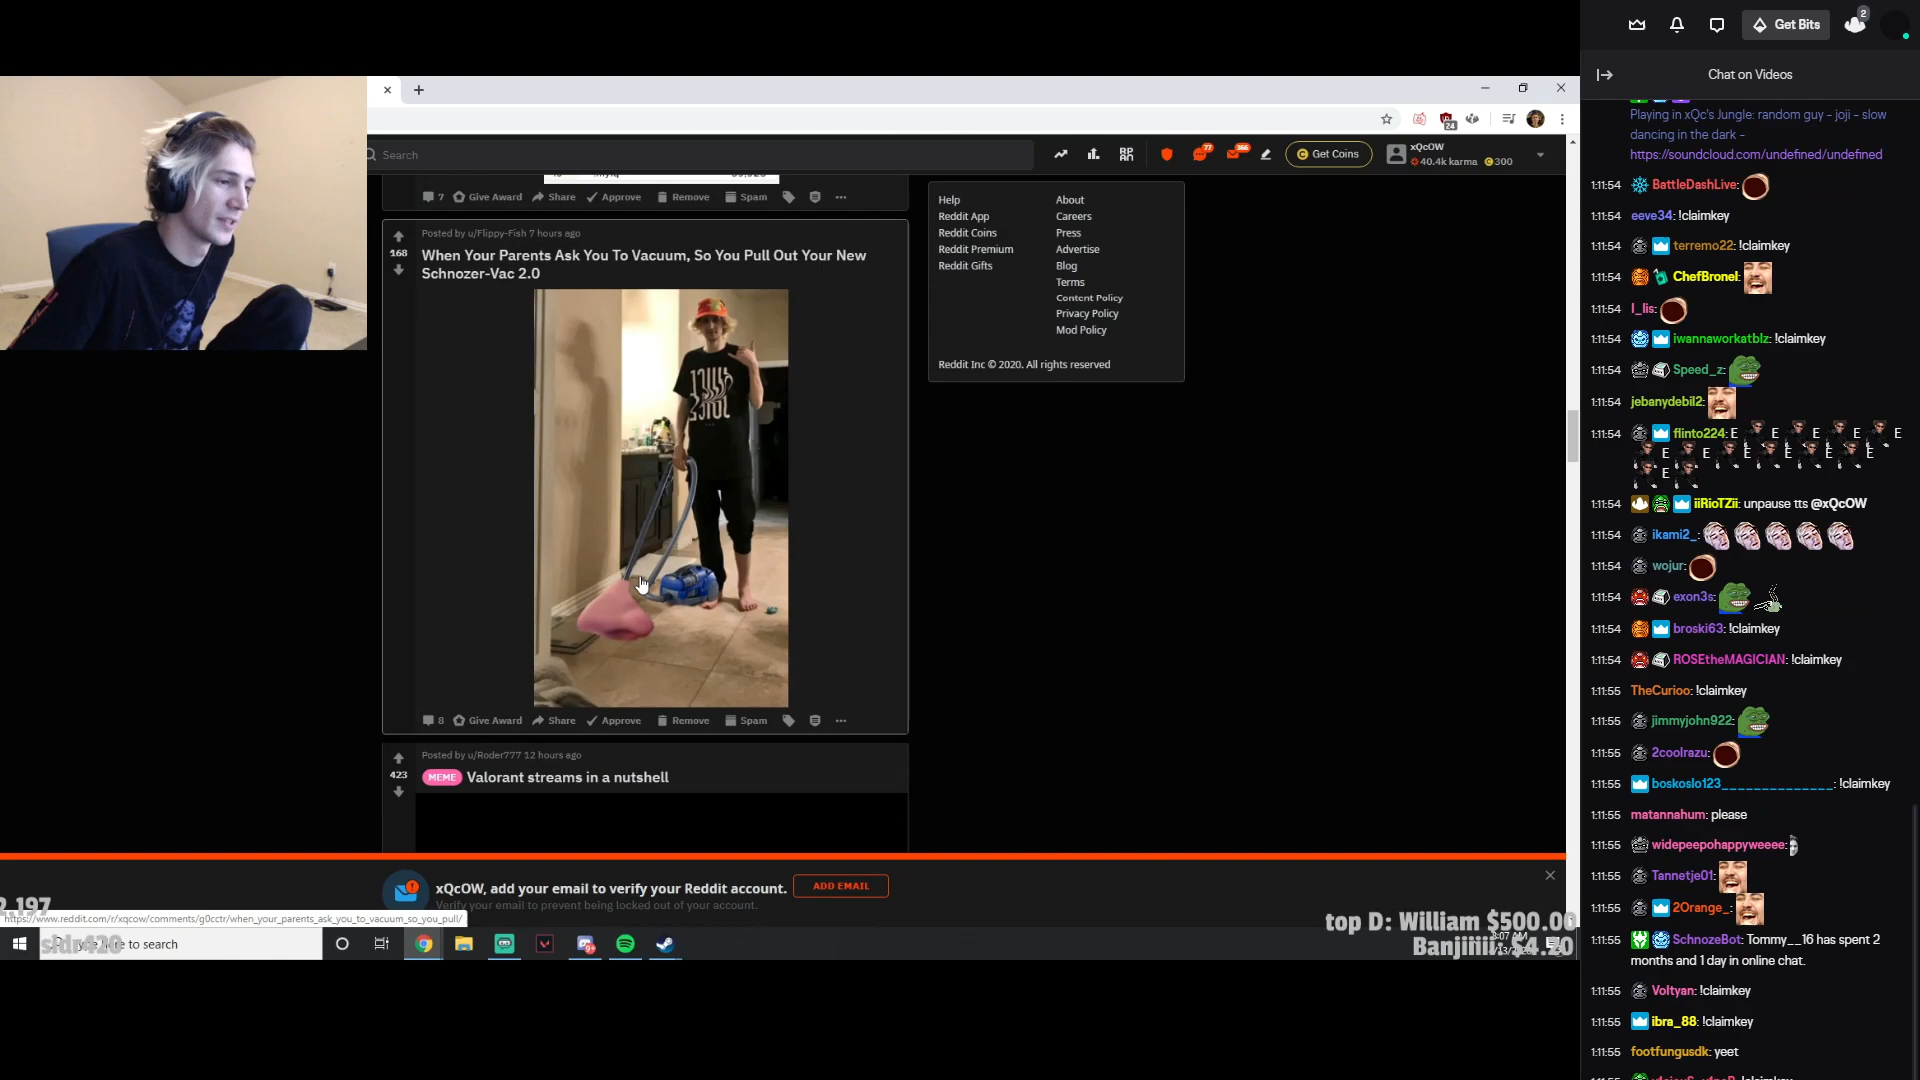 2
Get Bits
Chat on Videos
Playing in xQc's Jungle: random guy - joji - slow
dancing in the dark -
https://soundcloud.com/undefined/undefined
1:11:54 BattleDashLive:
1:11:54 eeve34: !claimkey
1:11:54 terremo22: !claimkey
1:11:54 ChefBronel:
1:11:54 I_lis:
1:11:54 iwannaworkatblz: !claimkey
1:11:54 Speed_z:
1:11:54 jebanydebil2:
1:11:54 flinto224: E E E E E
E E E E E E
E
1:11:54 iiRioTZii: unpause tts @xQcOW
1:11:54 ikami2_:
1:11:54 wojur:
1:11:54 exon3s:
1:11:54 broski63: !claimkey
1:11:54 ROSEtheMAGICIAN: !claimkey
1:11:55 TheCurioo: !claimkey
1:11:55 jimmyjohn922:
1:11:55 2coolrazu:
1:11:55 boskoslo123_______________: !claimkey
1:11:55 matannahum: please
1:11:55 widepeepohappyweeee:
1:11:55 Tannetje01:
1:11:55 2Orange_:
1:11:55 SchnozeBot: Tommy__16 has spent 2
months and 1 day in online chat.
1:11:55 Voltyan: !claimkey
1:11:55 ibra_88: !claimkey
1:11:55 footfungusdk: yeet
24
Search
77
366
Get Coins
xQcOW
40.4k karma 300
7 Give Award Share Approve Remove Spam
168
Posted by u/Flippy-Fish 7 hours ago
When Your Parents Ask You To Vacuum, So You Pull Out Your New
Schnozer-Vac 2.0
8 Give Award Share Approve Remove Spam
423
Posted by u/Roder777 12 hours ago
MEME Valorant streams in a nutshell
Help About
Reddit App Careers
Reddit Coins Press
Reddit Premium Advertise
Reddit Gifts Blog
Terms
Content Policy
Privacy Policy
Mod Policy
Reddit Inc © 2020. All rights reserved
xQcOW, add your email to verify your Reddit account. ADD EMAIL
Verify your email to prevent being locked out of your account.
2,197
https://www.reddit.com/r/xqcow/comments/g0cctr/when_your_parents_ask_you_to_vacuum_so_you_pull/
here to search
top D: William $500.00
Banjiiiii: $4.20